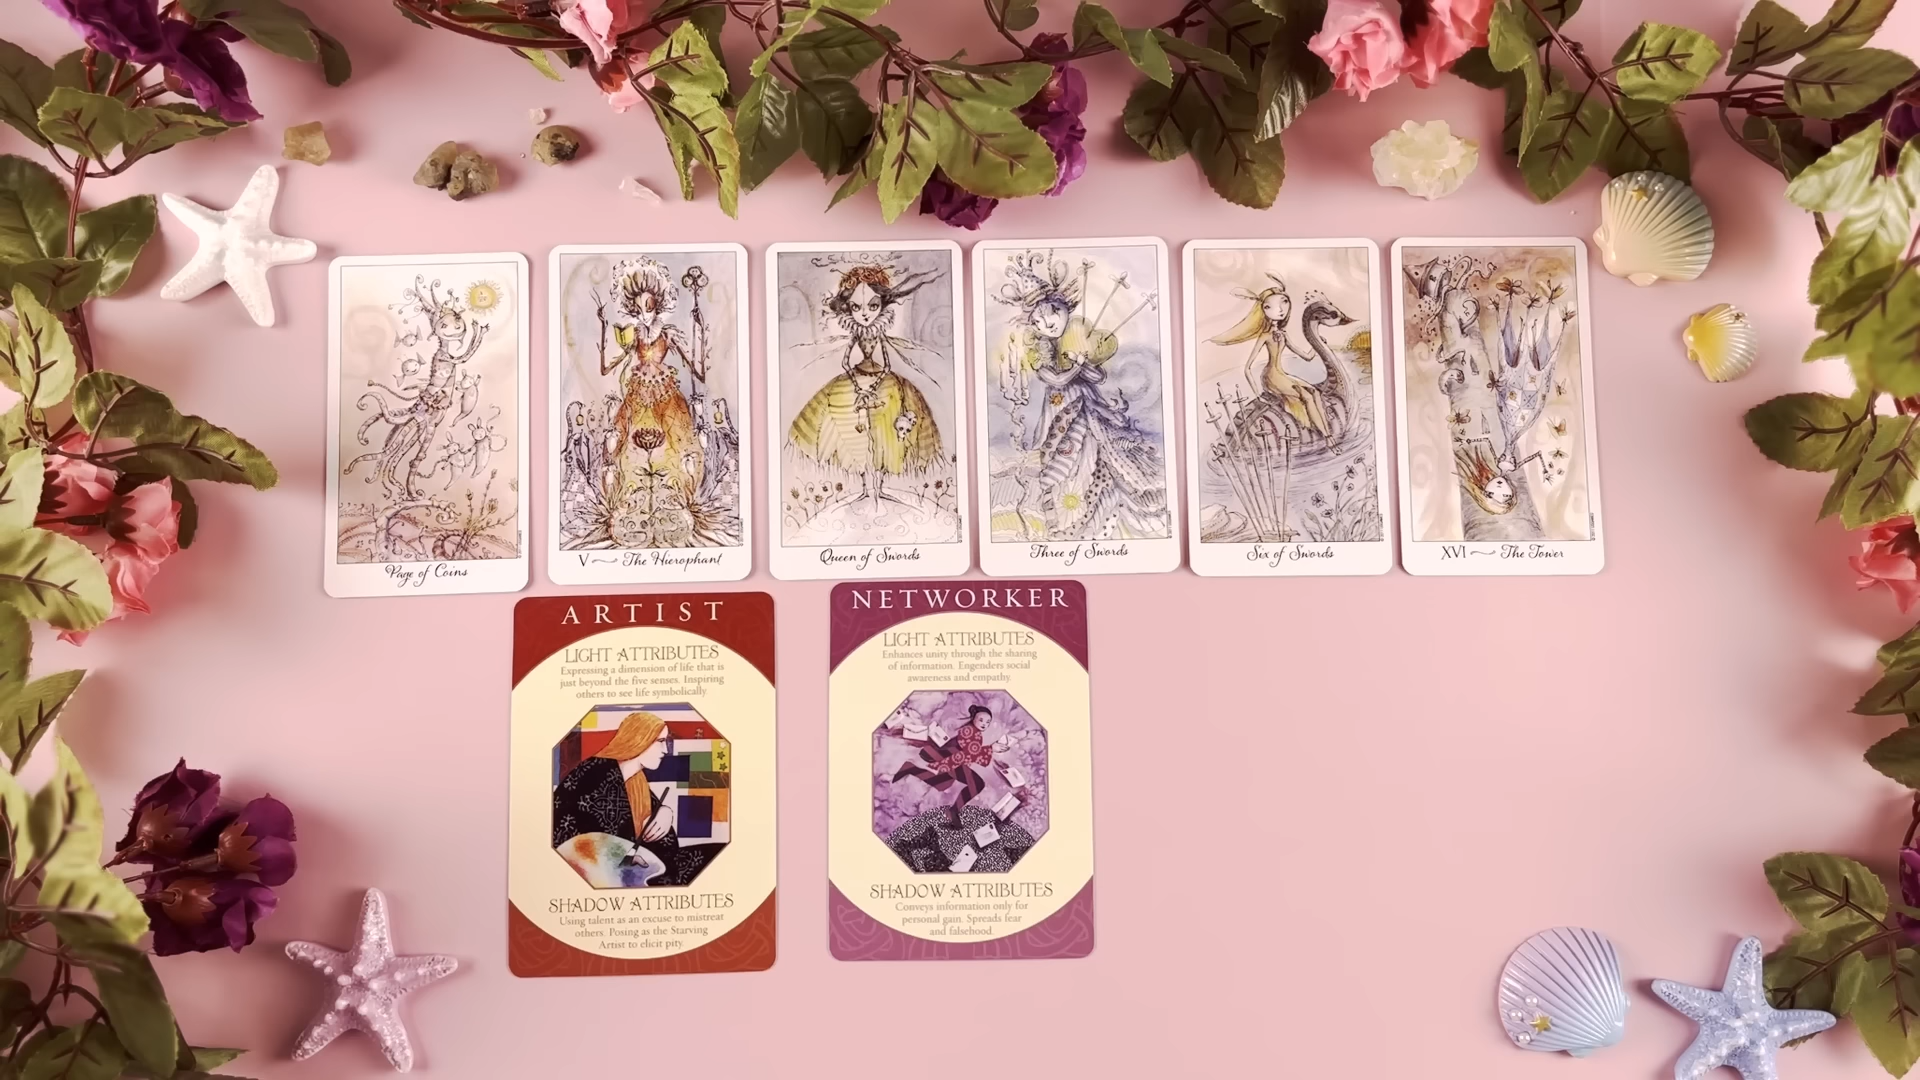 Page of Coins
V The Hierophant
Queen of Swords
Three of Swords
Six of Swords
XVI The Tower
ARTIST
LIGHT ATTRIBUTES
Expressing a dimension of life that is
just beyond the five senses. Inspiring
others to see life symbolically.
SHADOW ATTRIBUTES
Using talent as an excuse to mistreat
others. Posing as the Starving
Artist to elicit pity.
NETWORKER
LIGHT ATTRIBUTES
Enhances unity through the sharing
of information. Engenders social
awareness and empathy.
SHADOW ATTRIBUTES
Conveys information only for
personal gain. Spreads fear
and falsehood.